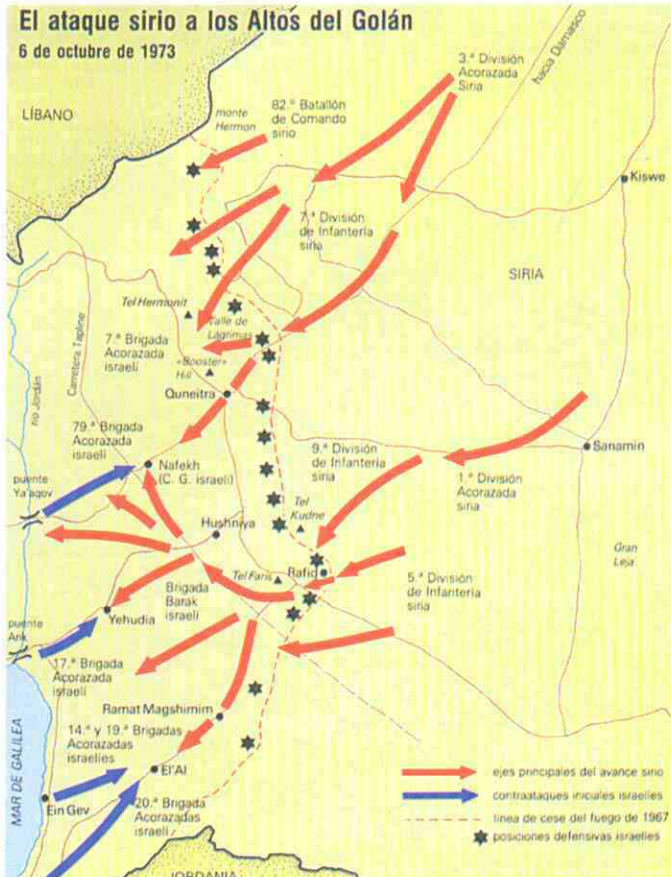 El ataque sirio a los Altos del Golán
6 de octubre de 1973
LÍBANO
monte
Hermon
82.º Batallón
de Comando
sirio
3.ª División
Acorazada
Siria
hacia Damasco
Kiswe
7.ª División
de Infantería
siria
SIRIA
Tel Hermonit
Valle de
Lágrimas
7.ª Brigada
Acorazada
israelí
«Booster»
Hill
Carretera Tapline
río Jordán
Quneitra
79.ª Brigada
Acorazada
israelí
Nafekh
(C. G. israelí)
puente
Ya'aqov
9.ª División
de Infantería
siria
1.ª División
Acorazada
siria
Sanamin
Tel
Kudne
Hushniya
Gran
Leja
Tel Faris
Rafid
5.ª División
de Infantería
siria
Brigada
Barak
israelí
Yehudia
puente
Arik
17.ª Brigada
Acorazada
israelí
Ramat Magshimim
14.ª y 19.ª Brigadas
Acorazadas
israelíes
El'Al
MAR DE GALILEA
Ein Gev
20.ª Brigada
Acorazadas
israelí
JORDANIA
ejes principales del avance sirio
contraataques iniciales israelíes
línea de cese del fuego de 1967
posiciones defensivas israelíes